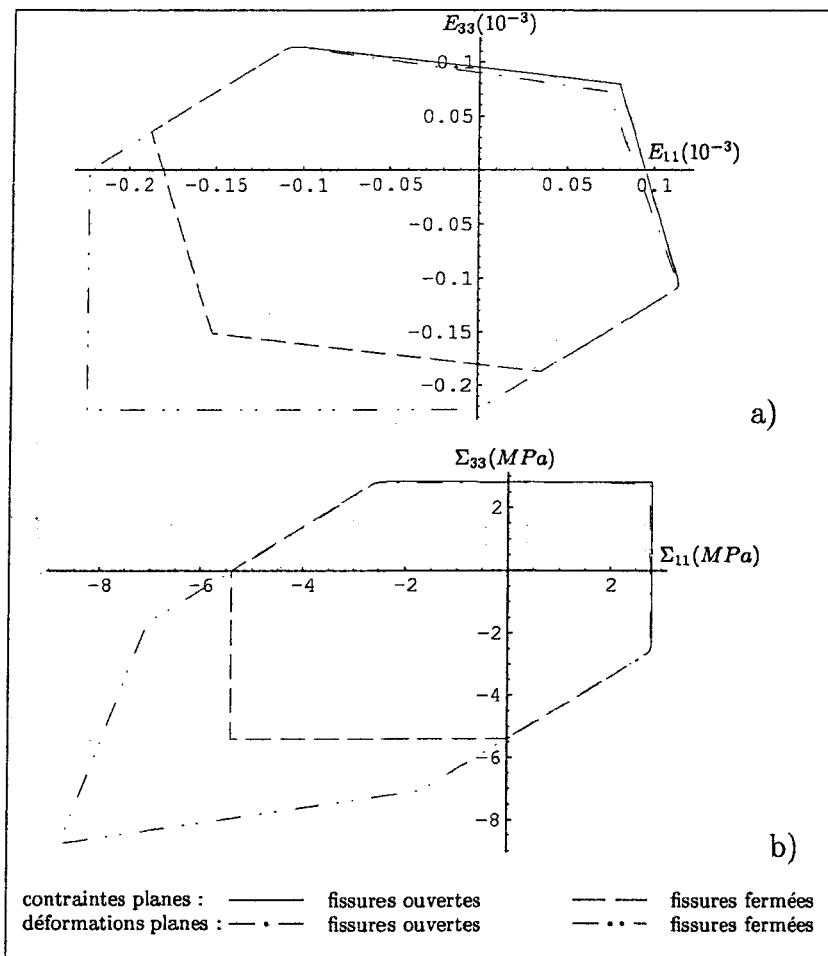 E₃₃(10⁻³)
0.1
0.05
E₁₁(10⁻³)
-0.2 -0.15 -0.1 -0.05 0.05 0.1
-0.05
-0.1
-0.15
-0.2
a)
Σ₃₃(MPa)
2
Σ₁₁(MPa)
-8 -6 -4 -2 2
-2
-4
-6
-8
b)
contraintes planes : fissures ouvertes fissures fermées
déformations planes : fissures ouvertes fissures fermées